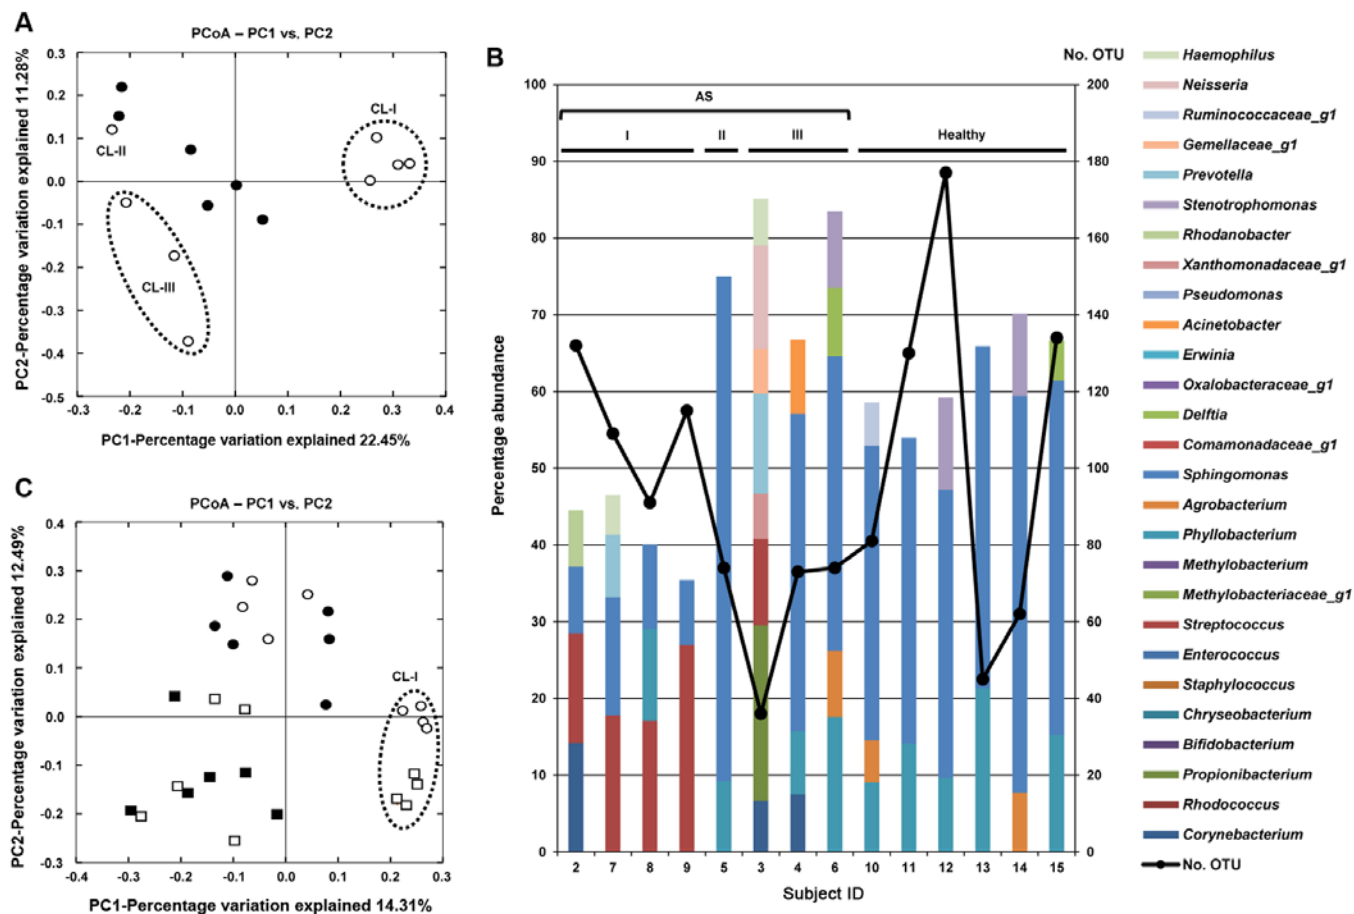 A
PCoA – PC1 vs. PC2
PC2-Percentage variation explained 11.28%
0.3
0.2
0.1
0.0
-0.1
-0.2
-0.3
-0.4
-0.5
CL-I
CL-II
CL-III
-0.3
-0.2
-0.1
0.0
0.1
0.2
0.3
0.4
PC1-Percentage variation explained 22.45%
C
PCoA – PC1 vs. PC2
PC2-Percentage variation explained 12.49%
0.4
0.3
0.2
0.1
0.0
-0.1
-0.2
-0.3
CL-I
-0.4
-0.3
-0.2
-0.1
0.0
0.1
0.2
0.3
PC1-Percentage variation explained 14.31%
B
No. OTU
Percentage abundance
100
90
80
70
60
50
40
30
20
10
0
AS
I
II
III
Healthy
200
180
160
140
120
100
80
60
40
20
0
2 7 8 9 5 3 4 6 10 11 12 13 14 15
Subject ID
Haemophilus
Neisseria
Ruminococcaceae_g1
Gemellaceae_g1
Prevotella
Stenotrophomonas
Rhodanobacter
Xanthomonadaceae_g1
Pseudomonas
Acinetobacter
Erwinia
Oxalobacteraceae_g1
Delftia
Comamonadaceae_g1
Sphingomonas
Agrobacterium
Phyllobacterium
Methylobacterium
Methylobacteriaceae_g1
Streptococcus
Enterococcus
Staphylococcus
Chryseobacterium
Bifidobacterium
Propionibacterium
Rhodococcus
Corynebacterium
No. OTU